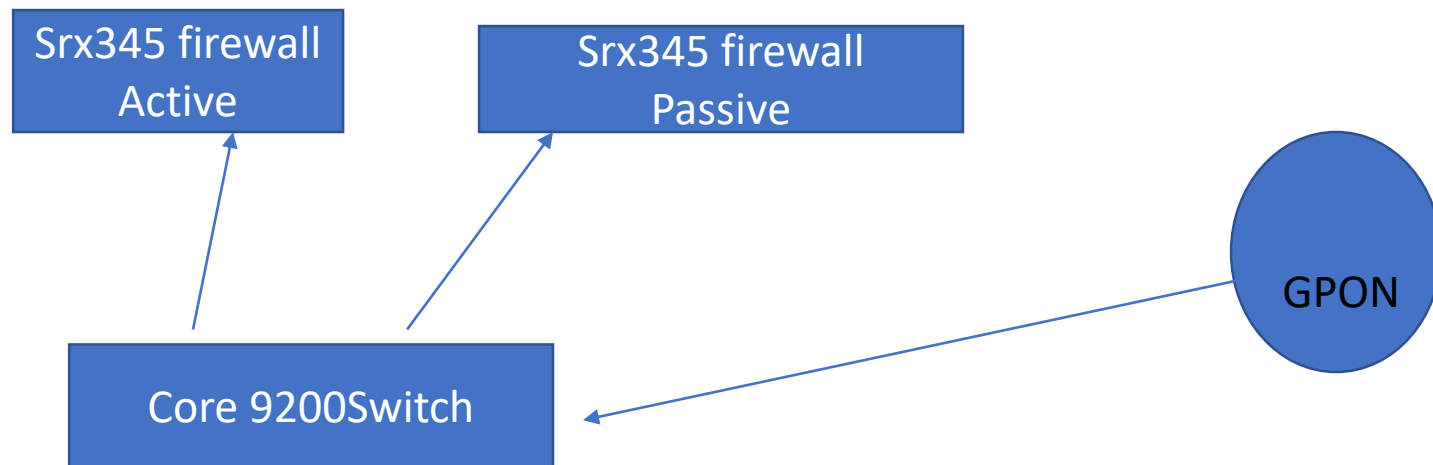 Srx345 firewall
Active
Srx345 firewall
Passive
GPON
Core 9200Switch